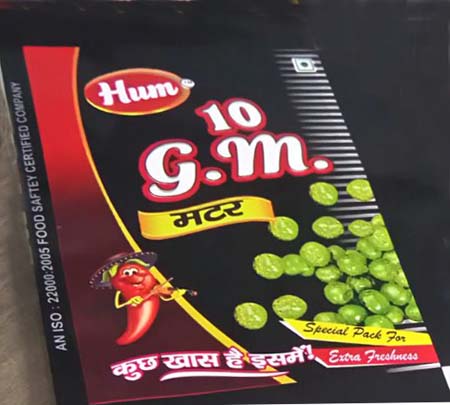 Hum
10
G.M.
मटर
AN ISO : 22000-2005 FOOD SAFTEY CERTIFIED COMPANY
कुछ खास है इसमें!
Special Pack For
Extra Freshness